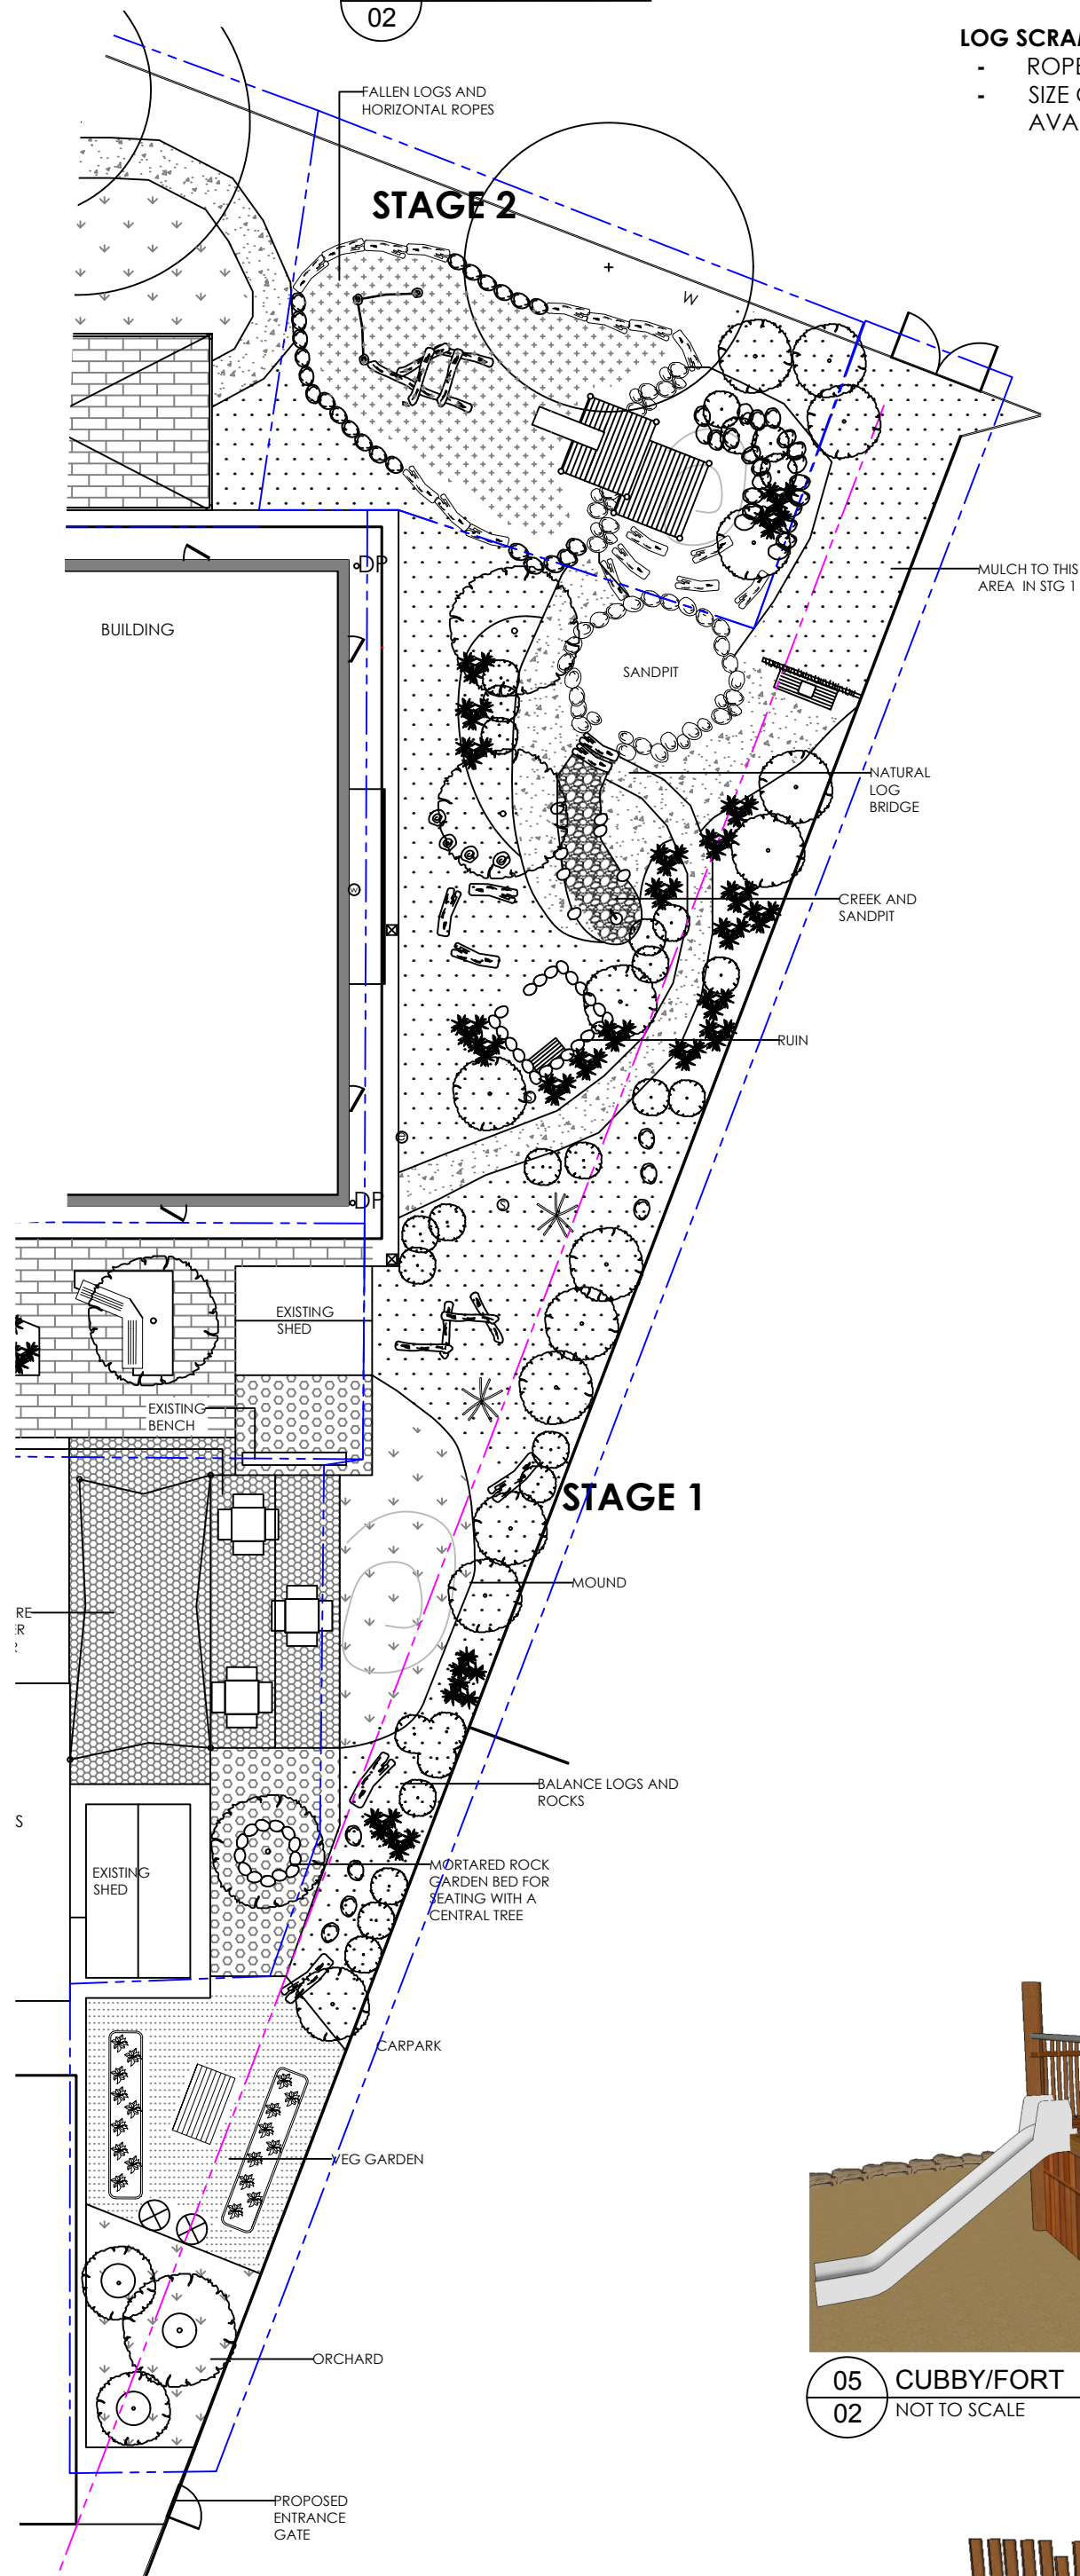 02
LOG SCRAM
- ROPE
- SIZE
AVA
FALLEN LOGS AND
HORIZONTAL ROPES
STAGE 2
W
DP
MULCH TO THIS
AREA IN STG 1
BUILDING
SANDPIT
NATURAL
LOG
BRIDGE
W
CREEK AND
SANDPIT
RUIN
S
D
DP
S
EXISTING
SHED
EXISTING
BENCH
STAGE 1
MOUND
RE
ER
R
BALANCE LOGS AND
ROCKS
S
MORTARED ROCK
GARDEN BED FOR
SEATING WITH A
CENTRAL TREE
EXISTING
SHED
CARPARK
VEG GARDEN
ORCHARD
05 CUBBY/FORT
02 NOT TO SCALE
PROPOSED
ENTRANCE
GATE